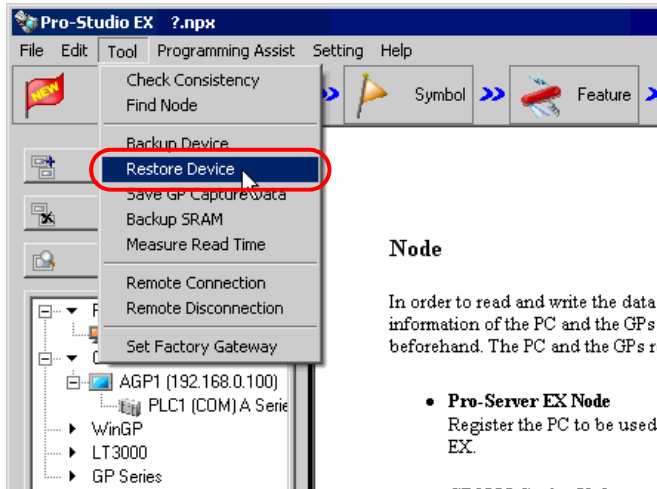 Pro-Studio EX ?.npx
File Edit Tool Programming Assist Setting Help
NEW
Symbol
Feature
Check Consistency
Find Node
Backup Device
Restore Device
Save GP Capture Data
Backup SRAM
Measure Read Time
Remote Connection
Remote Disconnection
Set Factory Gateway
AGP1 (192.168.0.100)
PLC1 (COM) A Serie
WinGP
LT3000
GP Series
Node
In order to read and write the data
information of the PC and the GPs
beforehand. The PC and the GPs r
• Pro-Server EX Node
Register the PC to be used
EX.